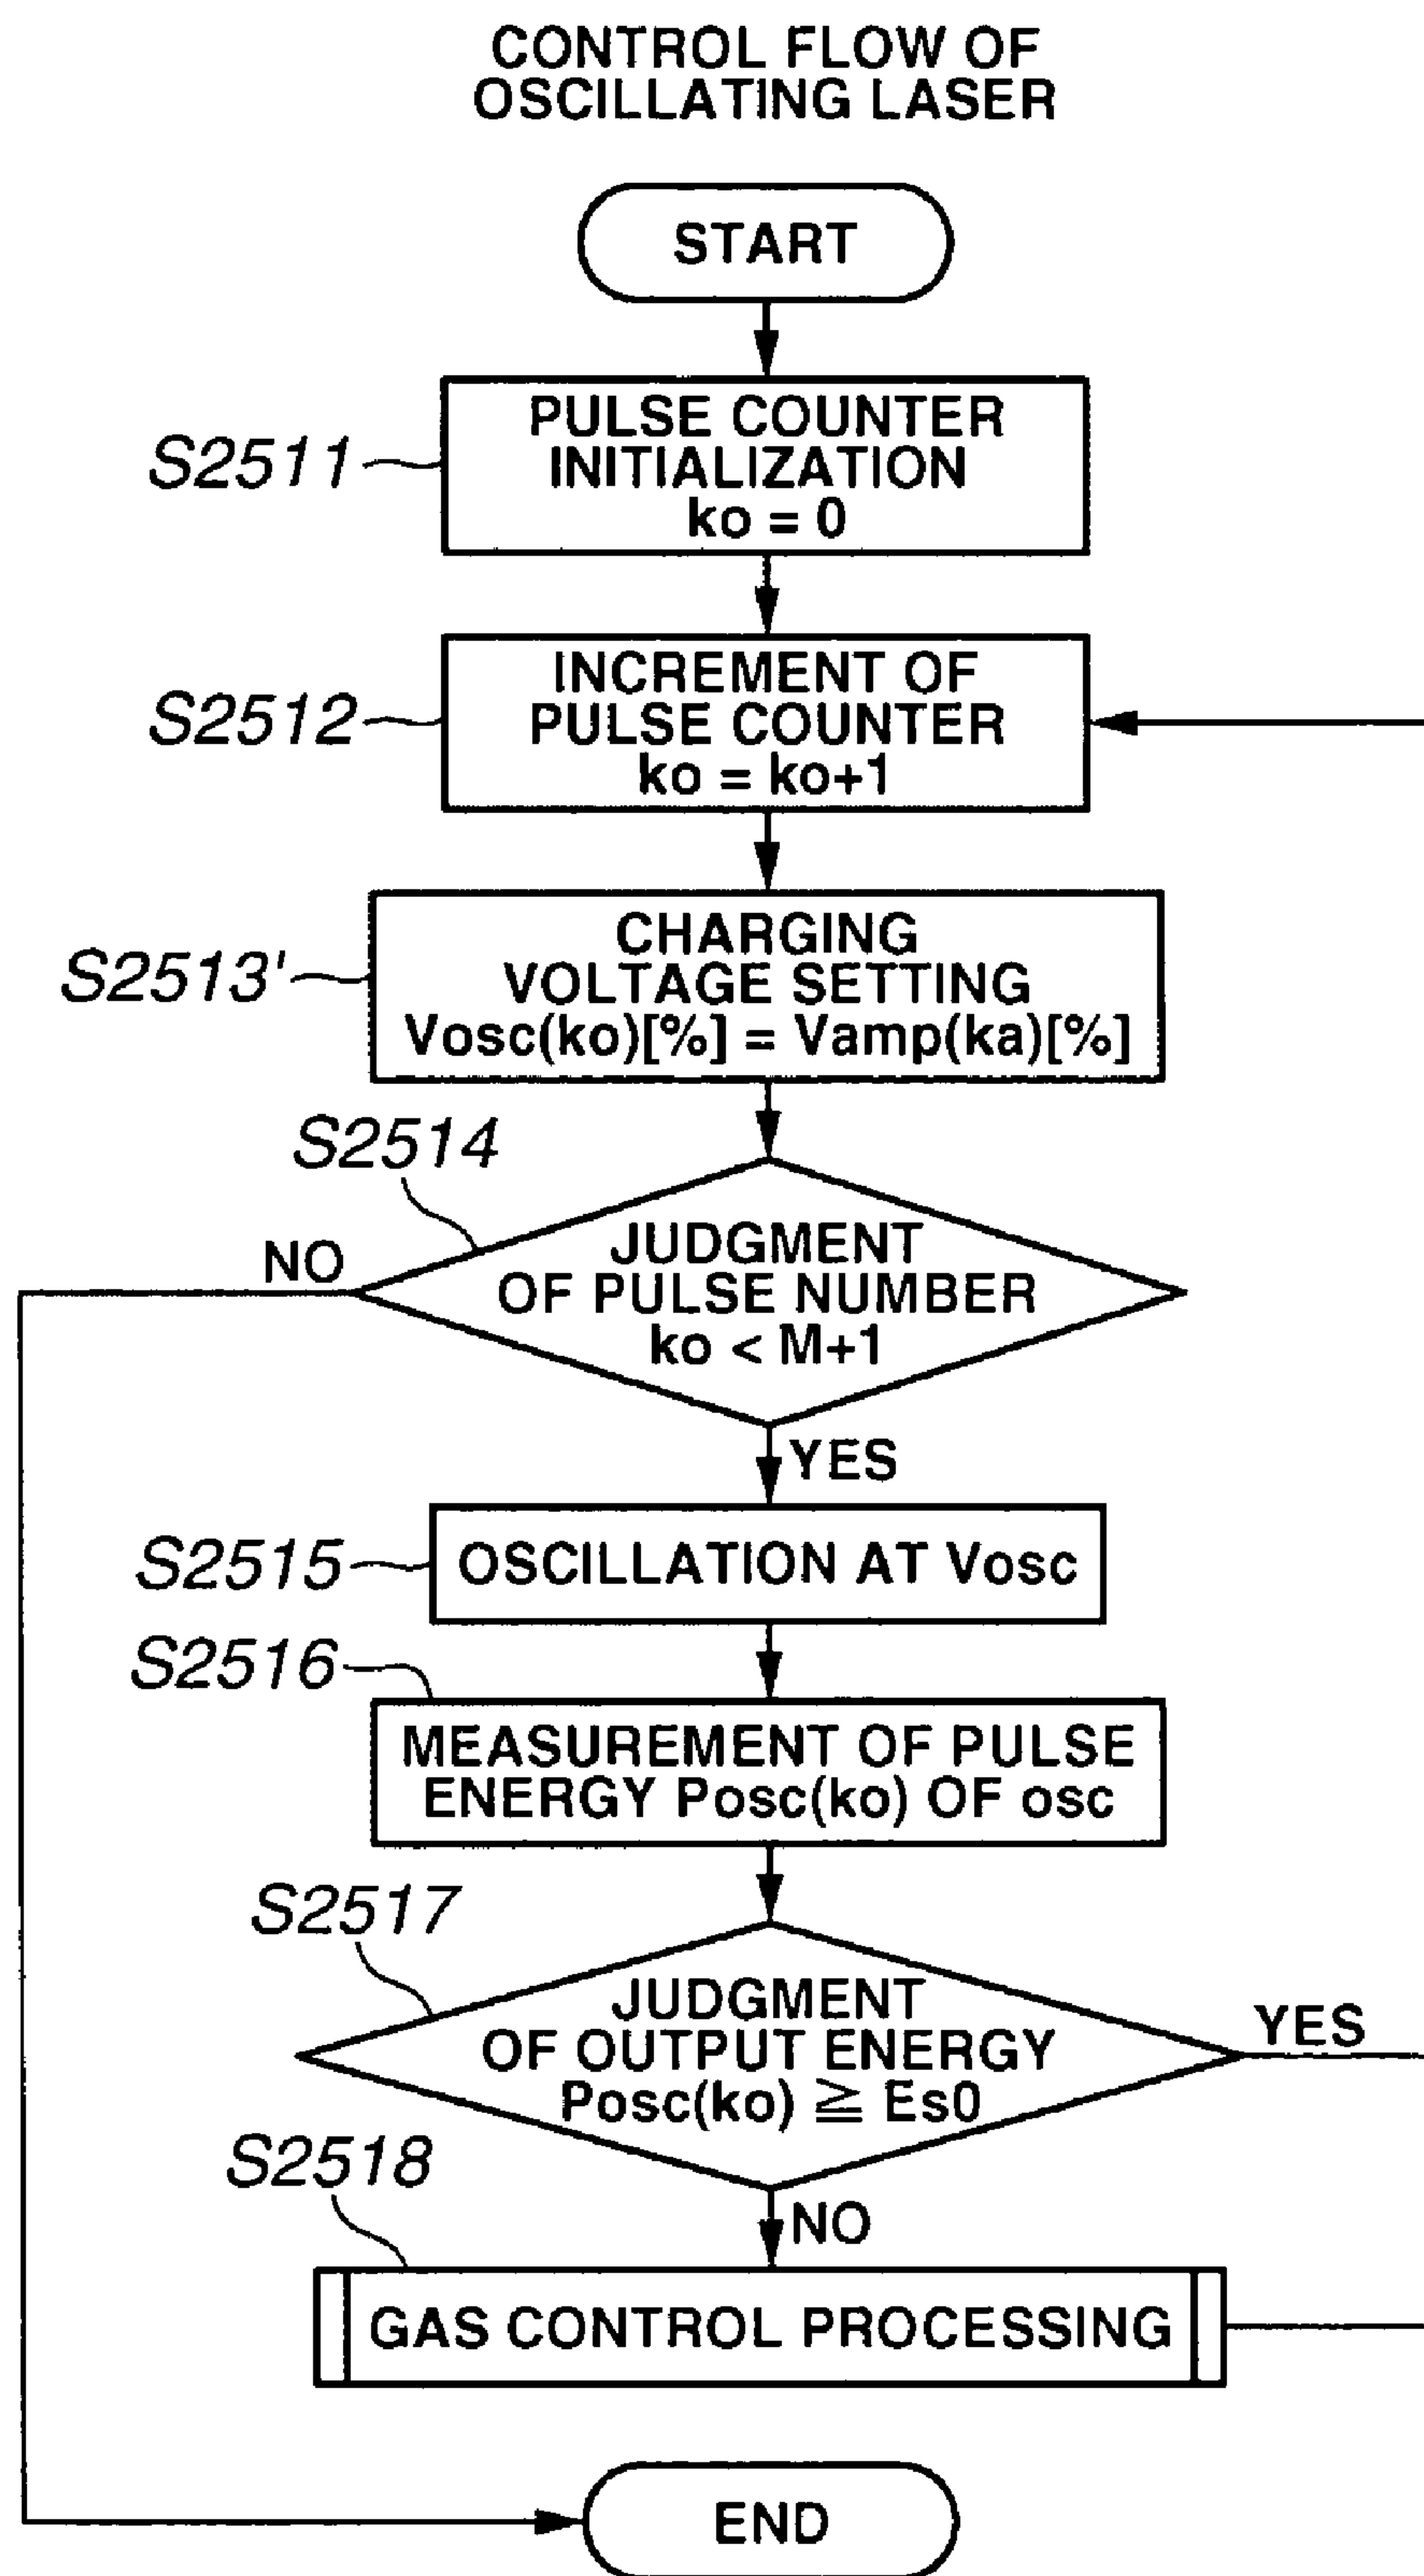 CONTROL FLOW OF
OSCILLATING LASER
START
S2511
PULSE COUNTER
INITIALIZATION
ko = 0
S2512
INCREMENT OF
PULSE COUNTER
ko = ko+1
S2513'
CHARGING
VOLTAGE SETTING
Vosc(ko)[%] = Vamp(ka)[%]
S2514
NO
JUDGMENT
OF PULSE NUMBER
ko < M+1
YES
S2515
OSCILLATION AT Vosc
S2516
MEASUREMENT OF PULSE
ENERGY Posc(ko) OF osc
S2517
JUDGMENT
OF OUTPUT ENERGY
Posc(ko) ≧ Es0
YES
S2518
NO
GAS CONTROL PROCESSING
END